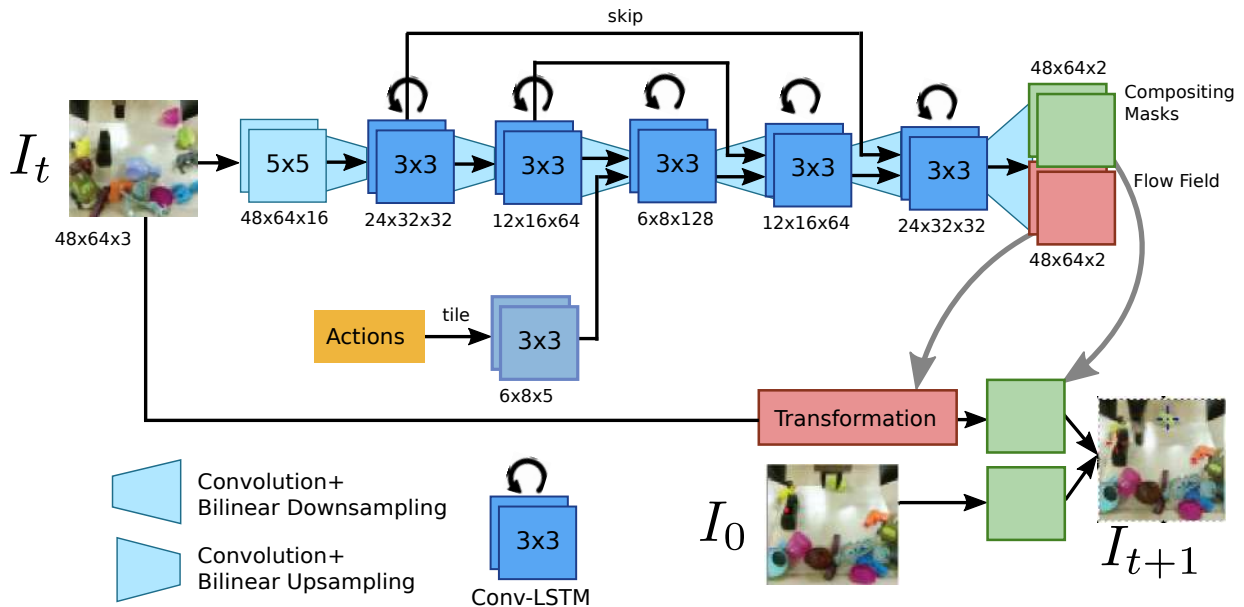 skip
48x64x2
Compositing
Masks
I_t
5x5
3x3
3x3
3x3
3x3
3x3
Flow Field
48x64x3
48x64x16
24x32x32
12x16x64
6x8x128
12x16x64
24x32x32
48x64x2
Actions
tile
3x3
6x8x5
Transformation
Convolution+
Bilinear Downsampling
Convolution+
Bilinear Upsampling
3x3
Conv-LSTM
I_0
I_{t+1}